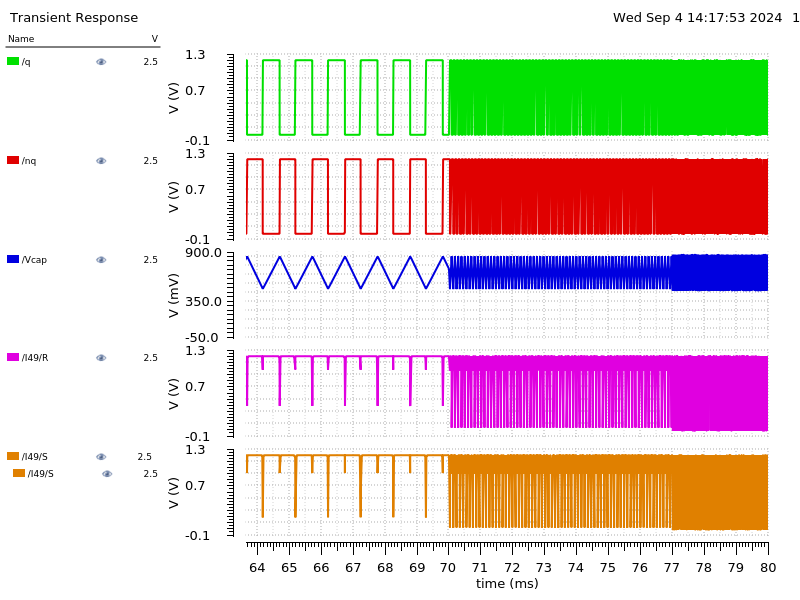 Transient Response
Wed Sep 4 14:17:53 2024 1
Name V
/q 2.5
1.3
0.7
-0.1
V (V)
/nq 2.5
1.3
0.7
-0.1
V (V)
/Vcap 2.5
900.0
350.0
-50.0
V (mV)
/I49/R 2.5
1.3
0.7
-0.1
V (V)
/I49/S 2.5
/I49/S 2.5
1.3
0.7
-0.1
V (V)
64 65 66 67 68 69 70 71 72 73 74 75 76 77 78 79 80
time (ms)